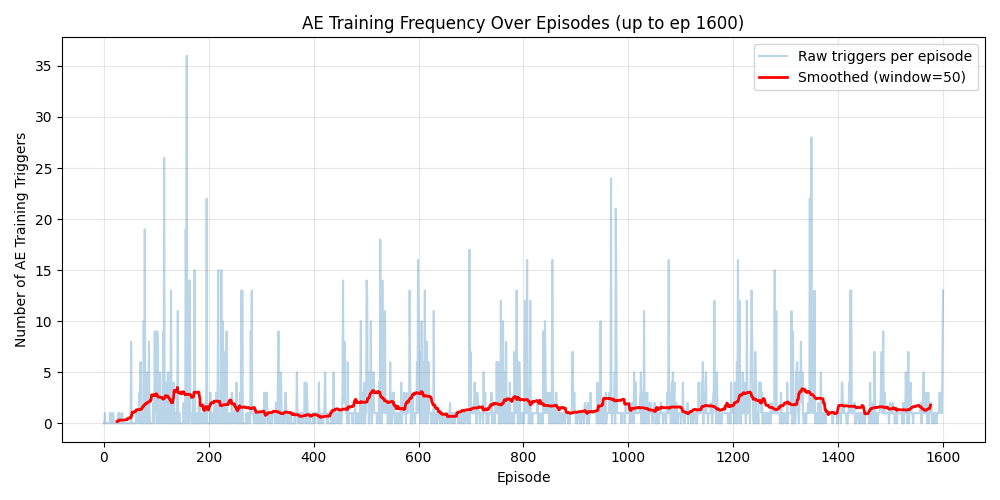 AE Training Frequency Over Episodes (up to ep 1600)
Raw triggers per episode
Smoothed (window=50)
Number of AE Training Triggers
35
30
25
20
15
10
5
0
0 200 400 600 800 1000 1200 1400 1600
Episode